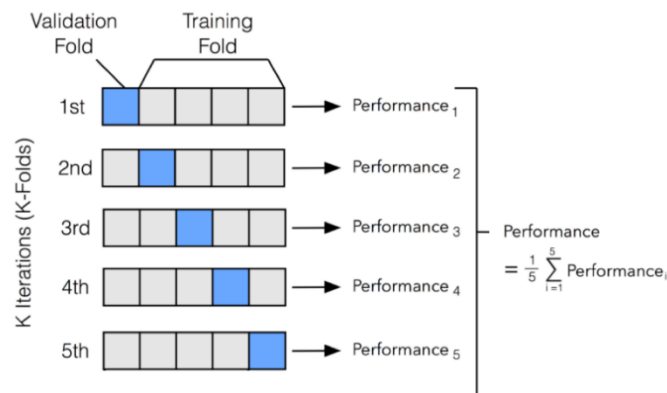 Validation Fold
Training Fold
K Iterations (K-Folds)
1st
Performance 1
2nd
Performance 2
3rd
Performance 3
4th
Performance 4
5th
Performance 5
Performance
= 1/5 5∑i=1 Performance i